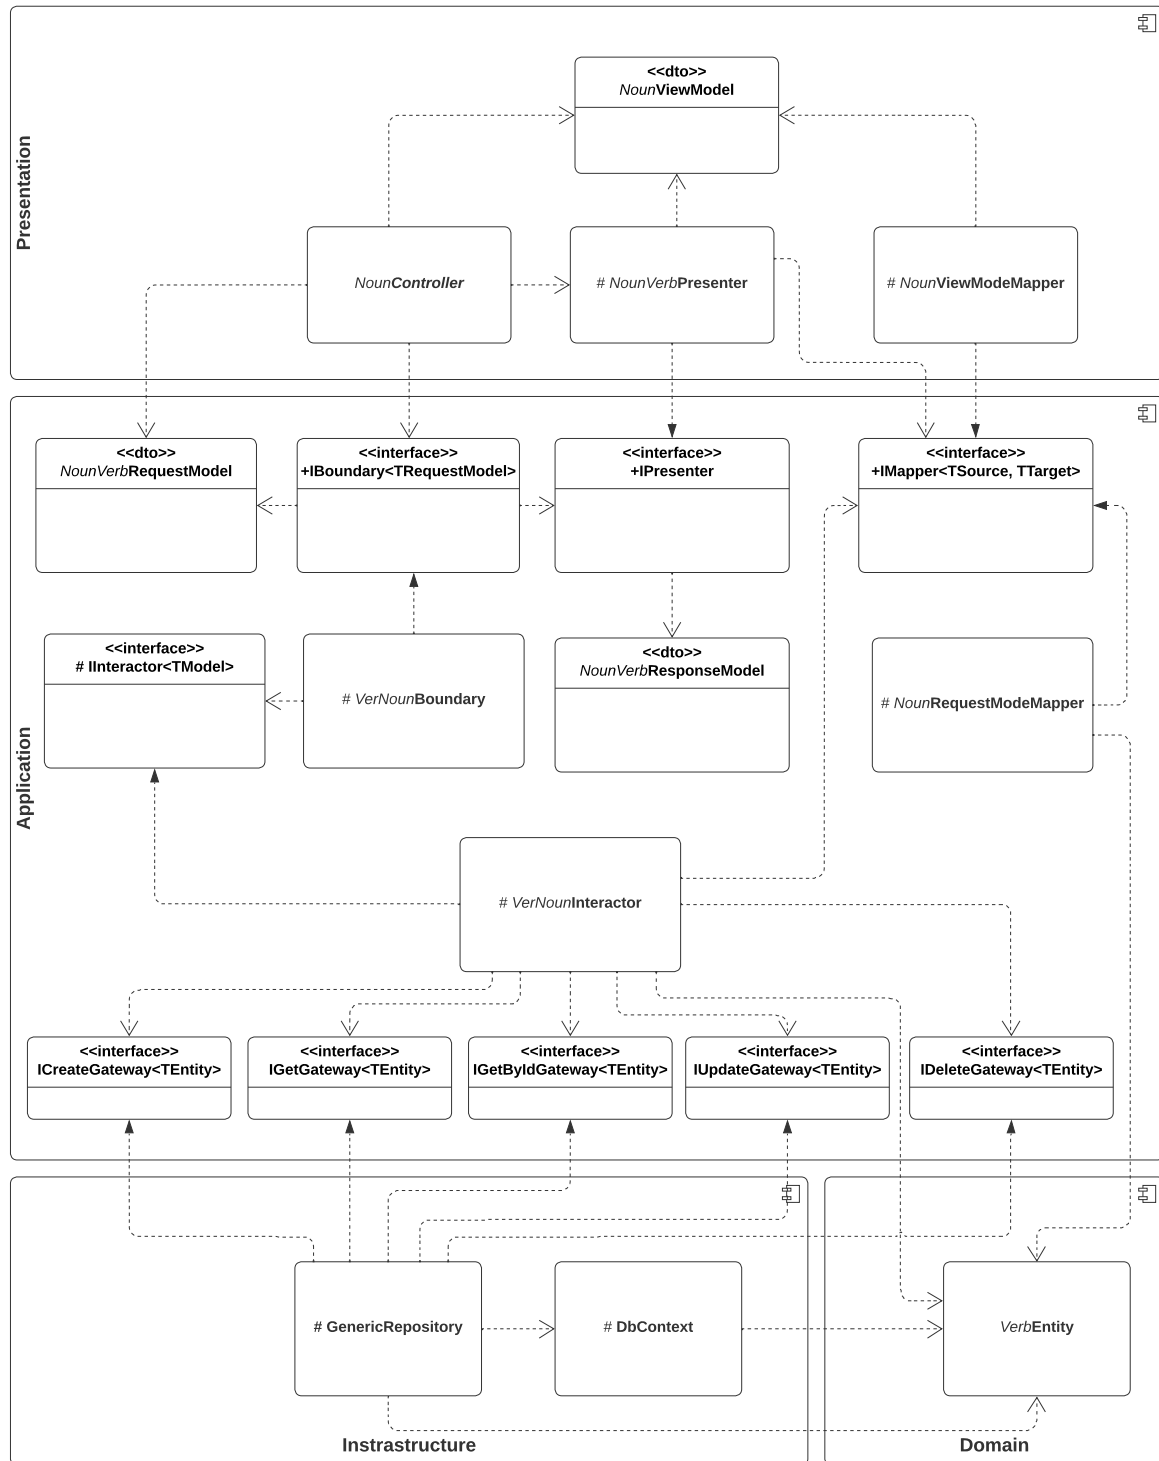 Presentation
<<dto>>
NounViewModel
NounController
# NounVerbPresenter
# NounViewModeMapper
Application
<<dto>>
NounVerbRequestModel
<<interface>>
+IBoundary<TRequestModel>
<<interface>>
+IPresenter
<<interface>>
+IMapper<TSource, TTarget>
<<interface>>
# IInteractor<TModel>
# VerNounBoundary
<<dto>>
NounVerbResponseModel
# NounRequestModeMapper
# VerNounInteractor
<<interface>>
ICreateGateway<TEntity>
<<interface>>
IGetGateway<TEntity>
<<interface>>
IGetByIdGateway<TEntity>
<<interface>>
IUpdateGateway<TEntity>
<<interface>>
IDeleteGateway<TEntity>
# GenericRepository
# DbContext
VerbEntity
Instrastructure
Domain